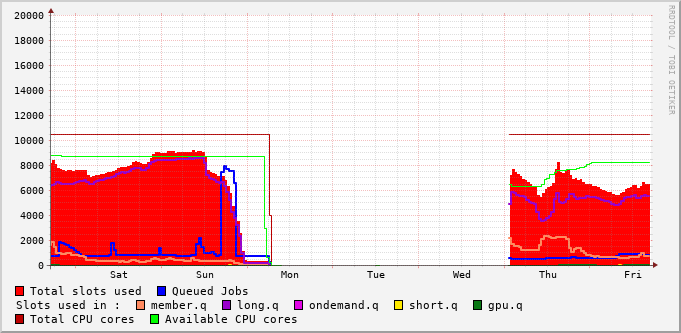 RRDTOOL / TOBI OETIKER
20000
18000
16000
14000
12000
10000
8000
6000
4000
2000
0
Sat Sun Mon Tue Wed Thu Fri
Total slots used Queued Jobs
Slots used in : member.q long.q ondemand.q short.q gpu.q
Total CPU cores Available CPU cores